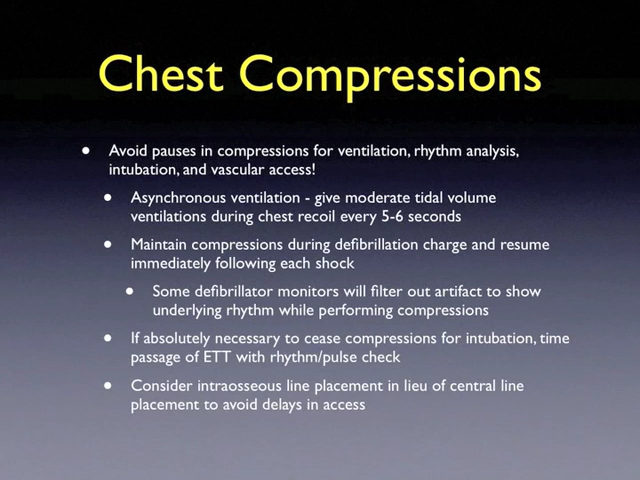 Chest Compressions
• Avoid pauses in compressions for ventilation, rhythm analysis,
intubation, and vascular access!
• Asynchronous ventilation - give moderate tidal volume
ventilations during chest recoil every 5-6 seconds
• Maintain compressions during defibrillation charge and resume
immediately following each shock
• Some defibrillator monitors will filter out artifact to show
underlying rhythm while performing compressions
• If absolutely necessary to cease compressions for intubation, time
passage of ETT with rhythm/pulse check
• Consider intraosseous line placement in lieu of central line
placement to avoid delays in access